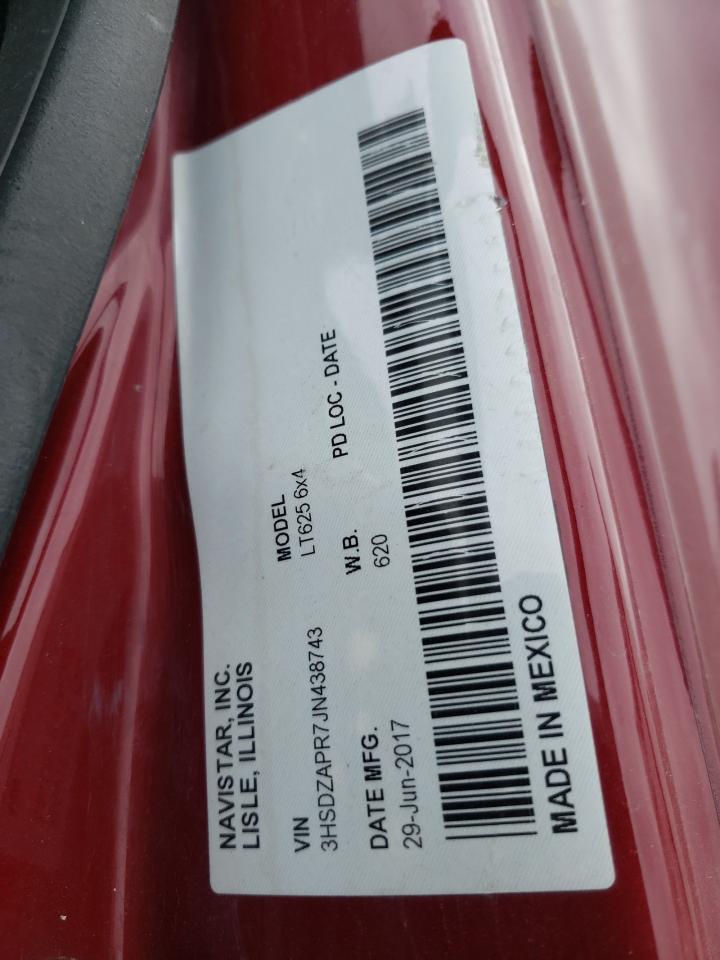 NAVISTAR, INC.
LISLE, ILLINOIS
VIN MODEL
3HSDZAPR7JN438743 LT625 6x4
DATE MFG. W.B. PD LOC - DATE
29-Jun-2017 620
MADE IN MEXICO